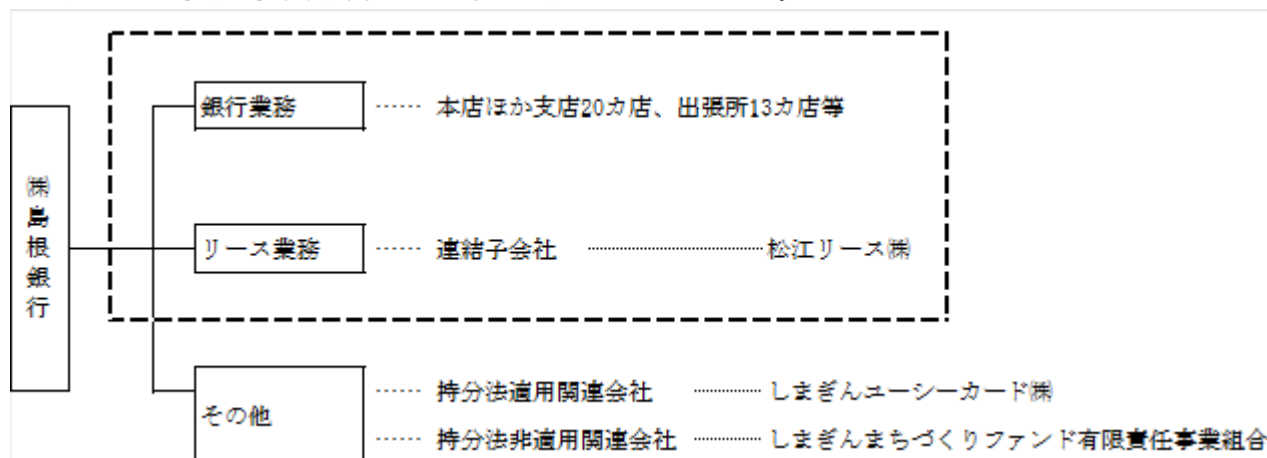 ㈱島根銀行
銀行業務 …… 本店ほか支店20カ店、出張所13カ店等
リース業務 …… 連結子会社 ………… 松江リース㈱
その他
…… 持分法適用関連会社 ………… しまぎんユーシーカード㈱
…… 持分法非適用関連会社 ………… しまぎんまちづくりファンド有限責任事業組合